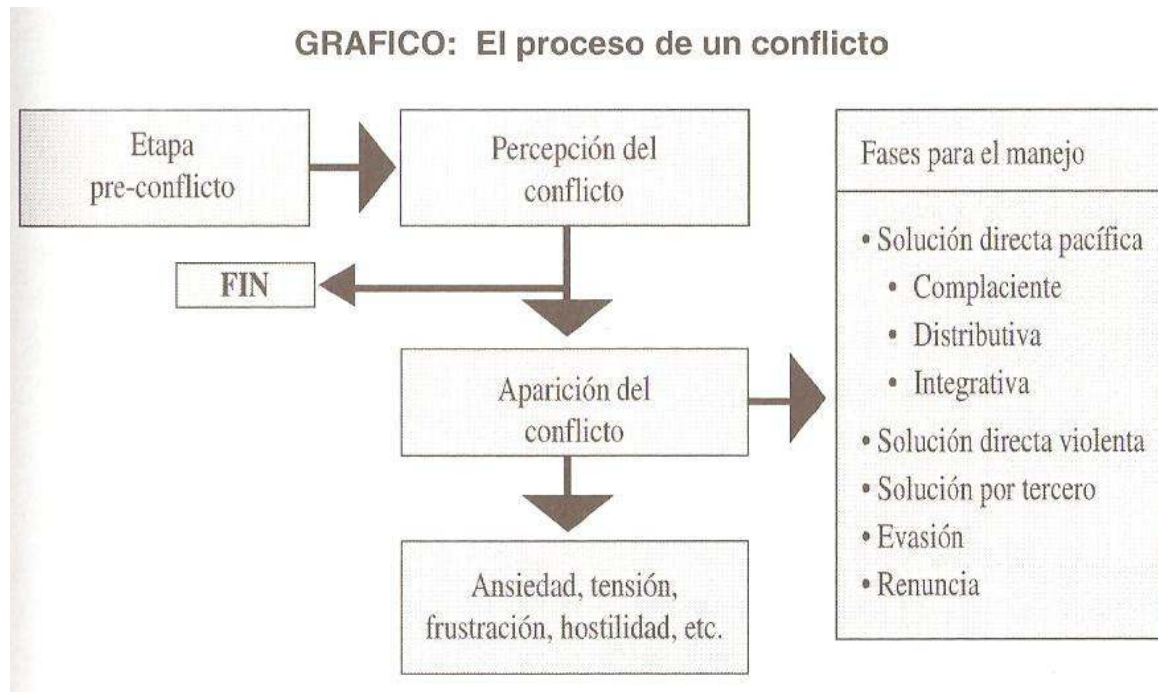 GRAFICO: El proceso de un conflicto
Etapa
pre-conflicto
Percepción del
conflicto
FIN
Aparición del
conflicto
Ansiedad, tensión,
frustración, hostilidad, etc.
Fases para el manejo
• Solución directa pacífica
• Complaciente
• Distributiva
• Integrativa
• Solución directa violenta
• Solución por tercero
• Evasión
• Renuncia